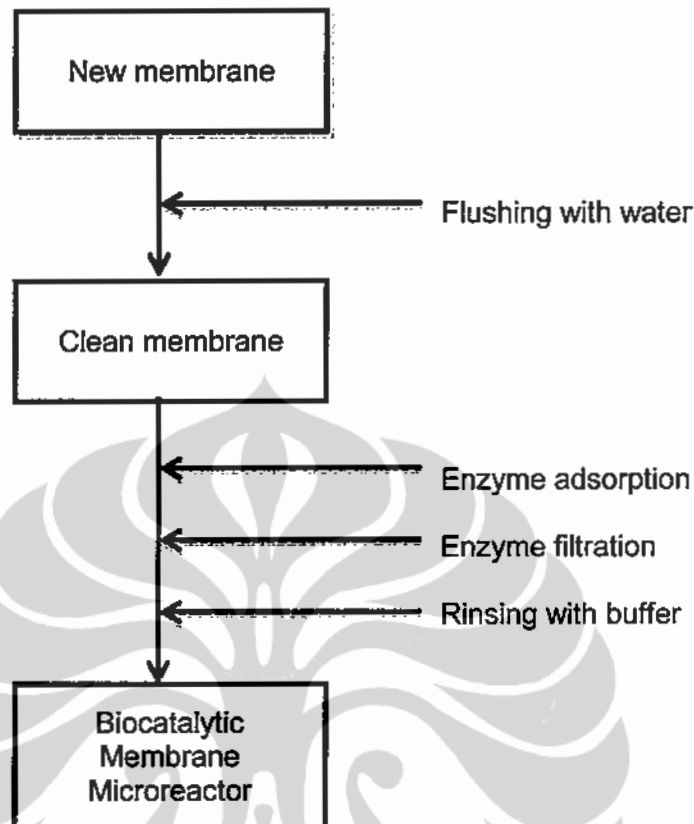 New membrane
Flushing with water
Clean membrane
Enzyme adsorption
Enzyme filtration
Rinsing with buffer
Biocatalytic
Membrane
Microreactor